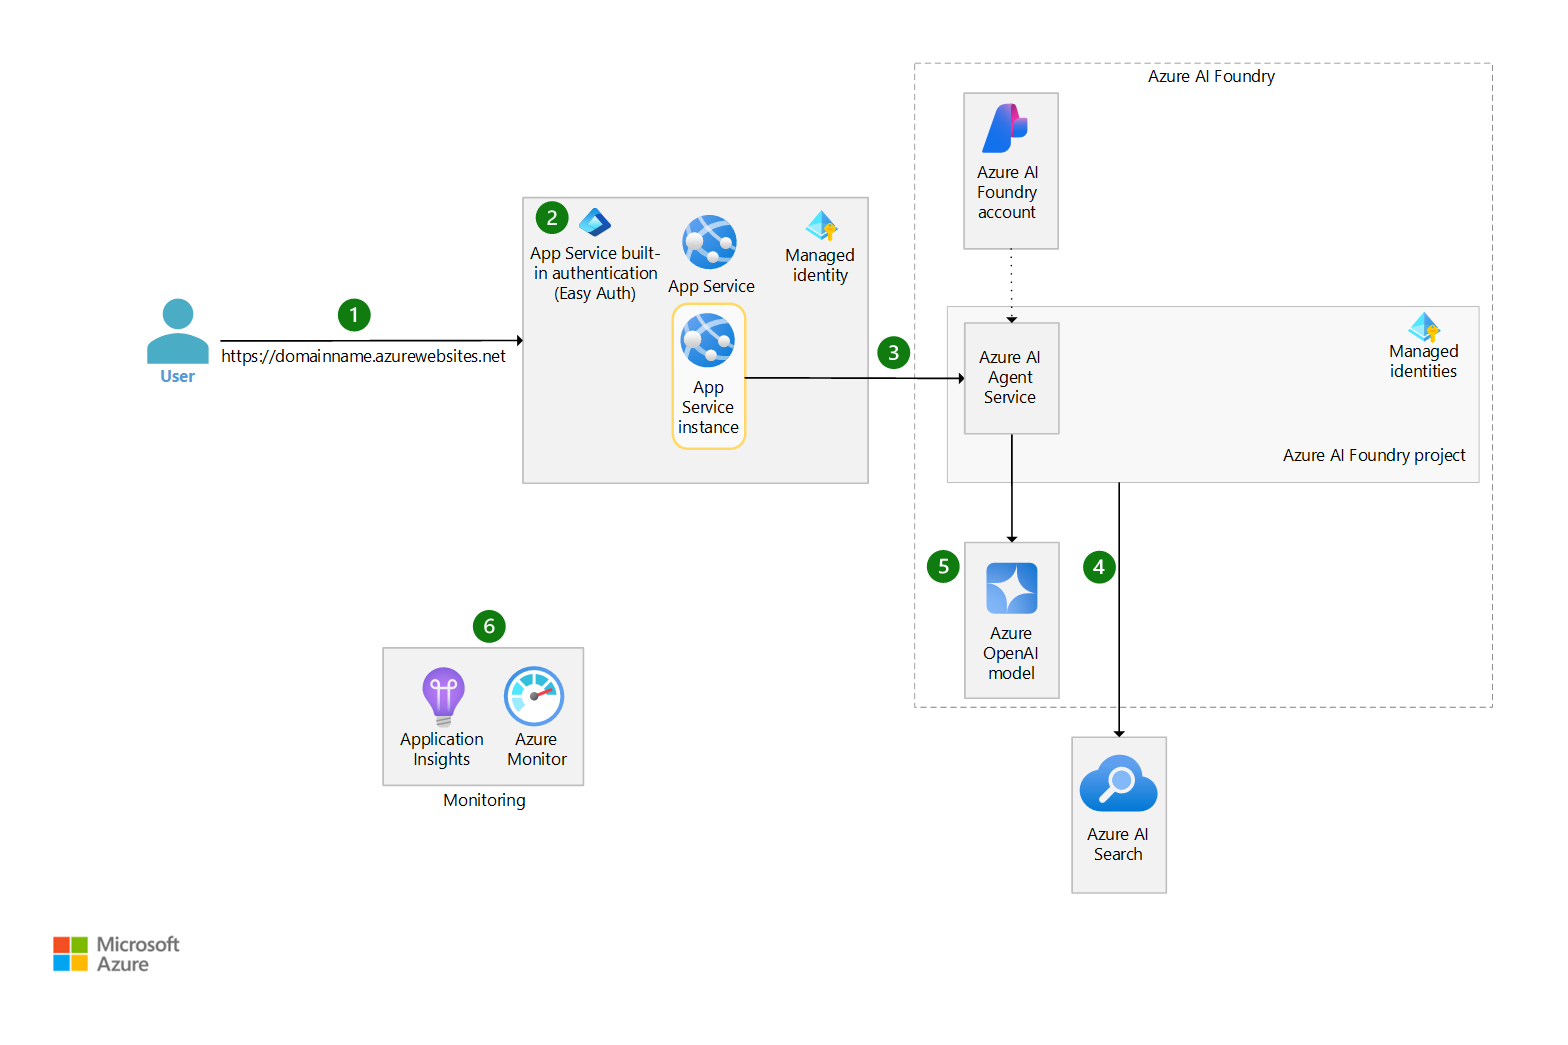 Azure AI Foundry
Azure AI
Foundry
account
2
App Service built-
in authentication
(Easy Auth)
App Service
Managed
identity
1
https://domainname.azurewebsites.net
User
App
Service
instance
3
Azure AI
Agent
Service
Managed
identities
Azure AI Foundry project
5
Azure
OpenAI
model
4
6
Application
Insights
Azure
Monitor
Monitoring
Azure AI
Search
Microsoft
Azure